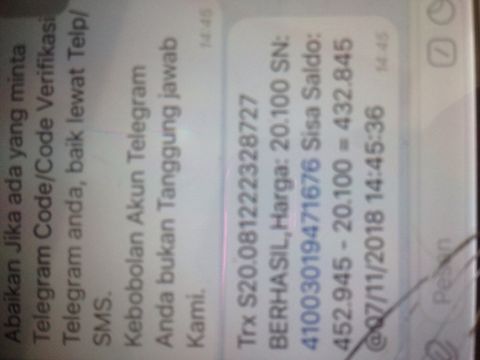 Abaikan Jika ada yang minta
Telegram Code/Code Verifikasi
Telegram anda, baik lewat Telp/
SMS.
Kebobolan Akun Telegram
Anda bukan Tanggung jawab
Kami.
14:45
Trx S20.081222328727
BERHASIL,Harga: 20.100 SN:
41003019471676 Sisa Saldo:
452.945 - 20.100 = 432.845
@07/11/2018 14:45:36
14:45
Pesan